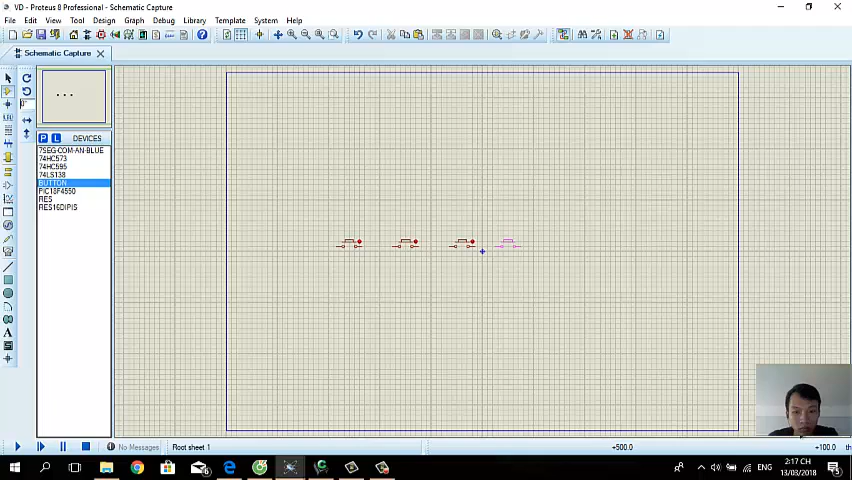 VD - Proteus 8 Professional - Schematic Capture
File Edit View Tool Design Graph Debug Library Template System Help
Schematic Capture
P L DEVICES
7SEG-COM-AN-BLUE
74HC573
74HC595
74LS138
BUTTON
PIC18F4550
RES
RES16DIPIS
No Messages Root sheet 1 +500.0 +100.0 th
ENG 2:17 CH
13/03/2018